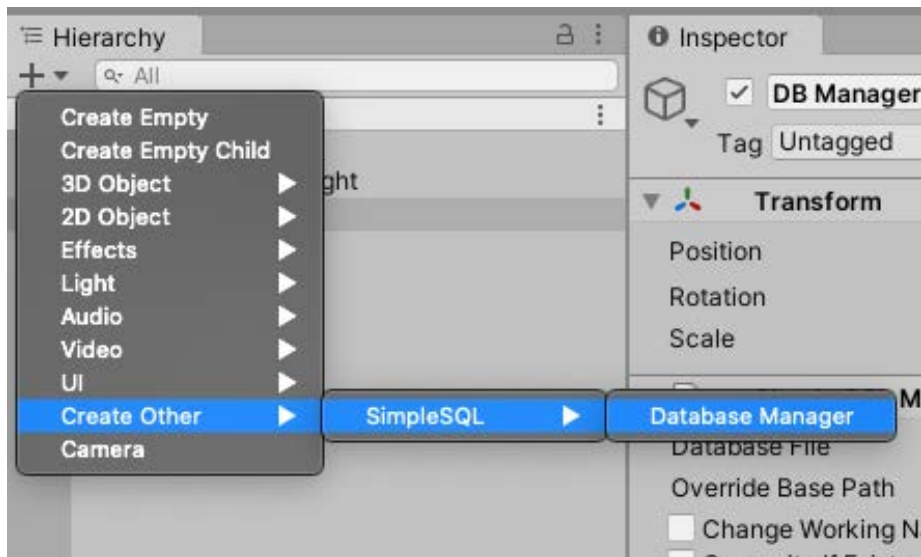 Hierarchy
All
Create Empty
Create Empty Child
3D Object
2D Object
Effects
Light
Audio
Video
UI
Create Other
Camera
ght
SimpleSQL
Database Manager
Inspector
DB Manager
Tag Untagged
Transform
Position
Rotation
Scale
M
Database File
Override Base Path
Change Working N